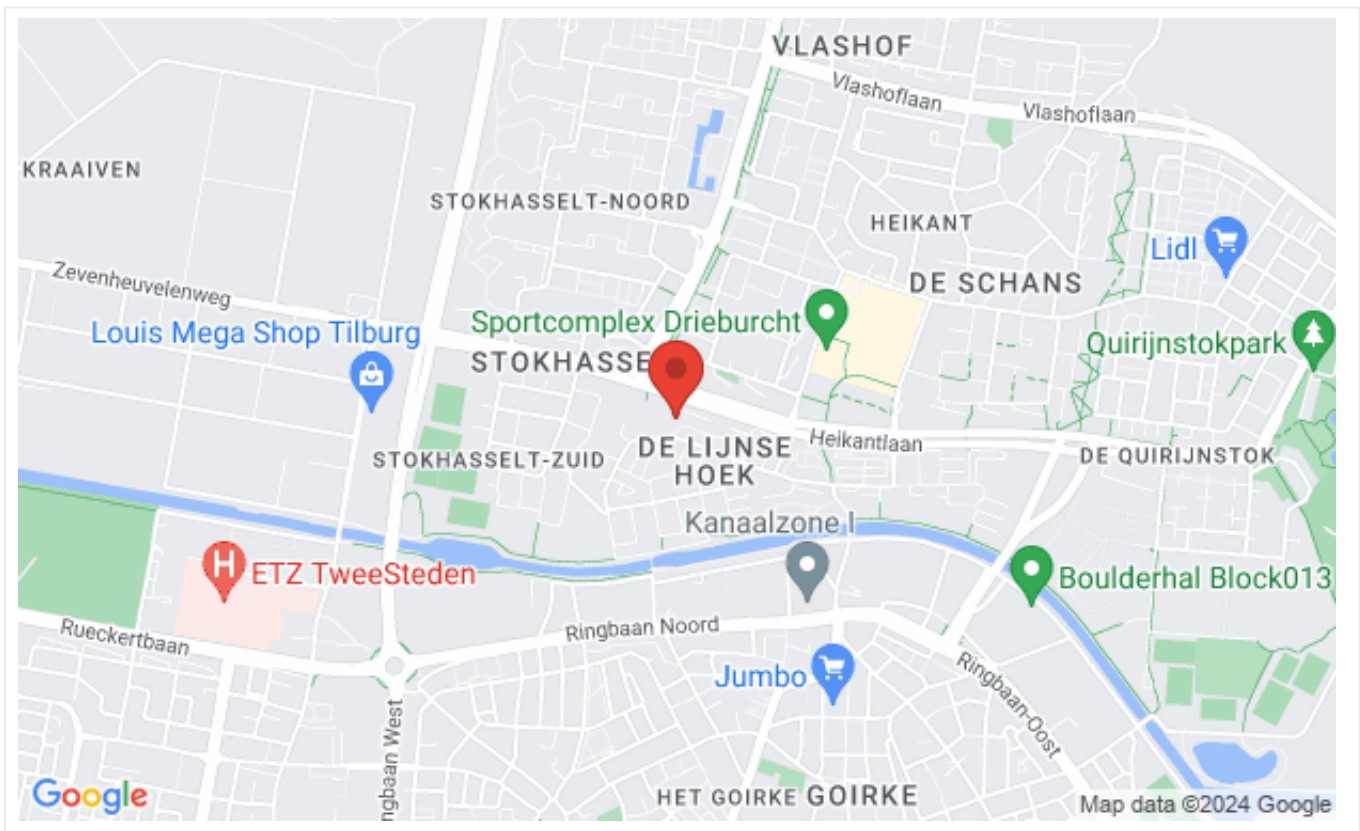 VLASHOF
Vlashoflaan
Vlashoflaan
KRAAIVEN
STOKHASSELT-NOORD
HEIKANT
Lidl
DE SCHANS
Zevenheuvelenweg
Sportcomplex Drieburcht
Louis Mega Shop Tilburg
Quirijnstokpark
STOKHASSE
Heikantlaan
DE LIJNSE
HOEK
STOKHASSELT-ZUID
DE QUIRIJNSTOK
Kanaalzone I
H
ETZ TweeSteden
Boulderhal Block013
Rueckertbaan
Ringbaan Noord
Jumbo
Ringbaan-Oost
ngbaan West
HET GOIRKE
GOIRKE
Google
Map data ©2024 Google